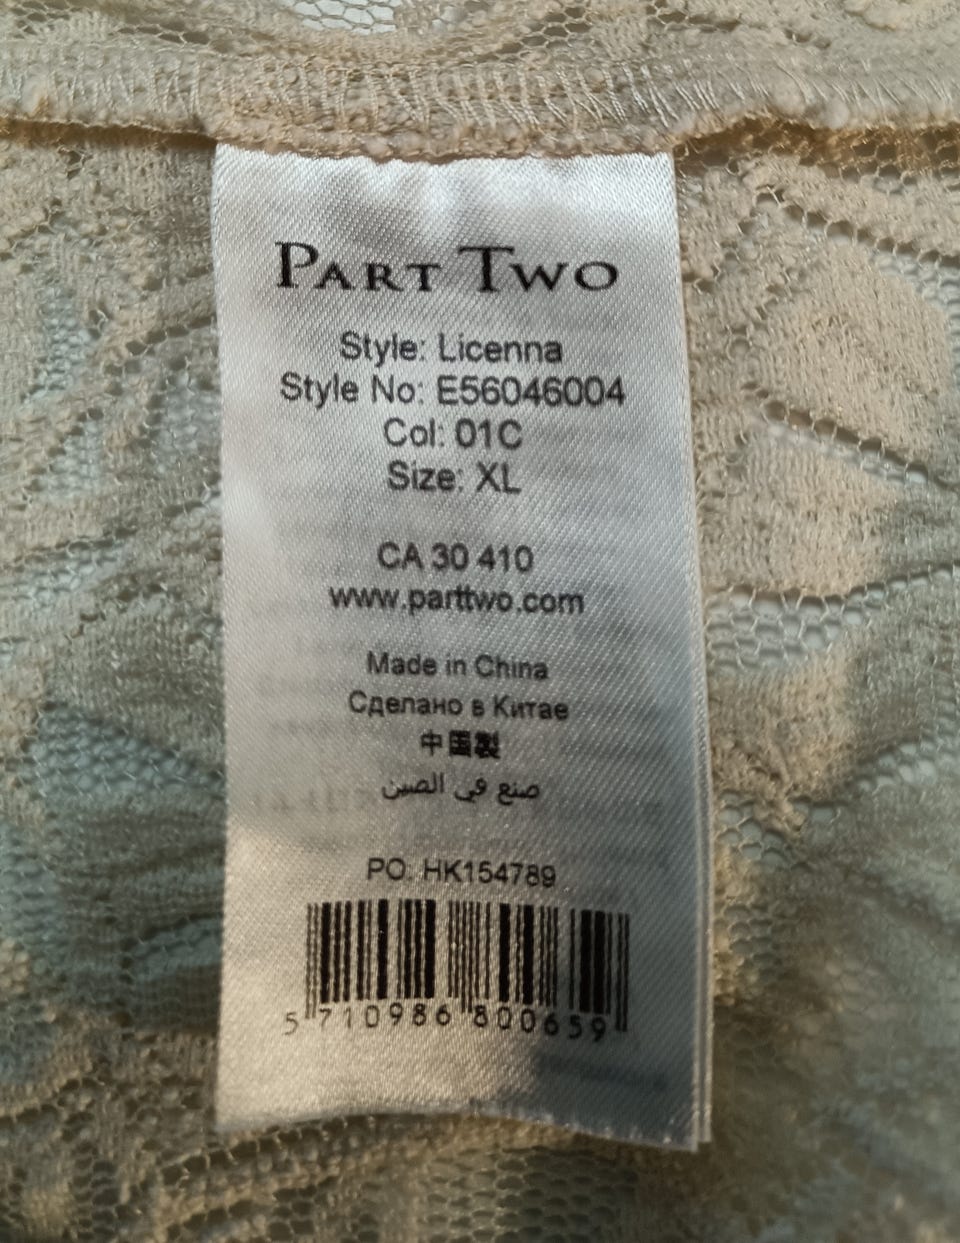 PART TWO
Style: Licenna
Style No: E56046004
Col: 01C
Size: XL
CA 30 410
www.parttwo.com
Made in China
Сделано в Китае
中国製
صنع في الصين
PO: HK154789
5 710986 800659